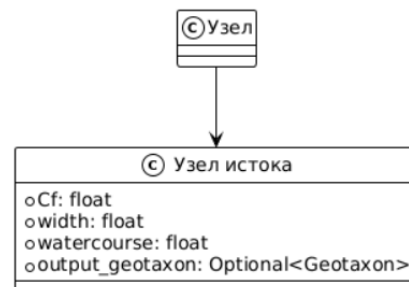 C Узел
C Узел истока
Cf: float
width: float
watercourse: float
output_geotaxon: Optional<Geotaxon>